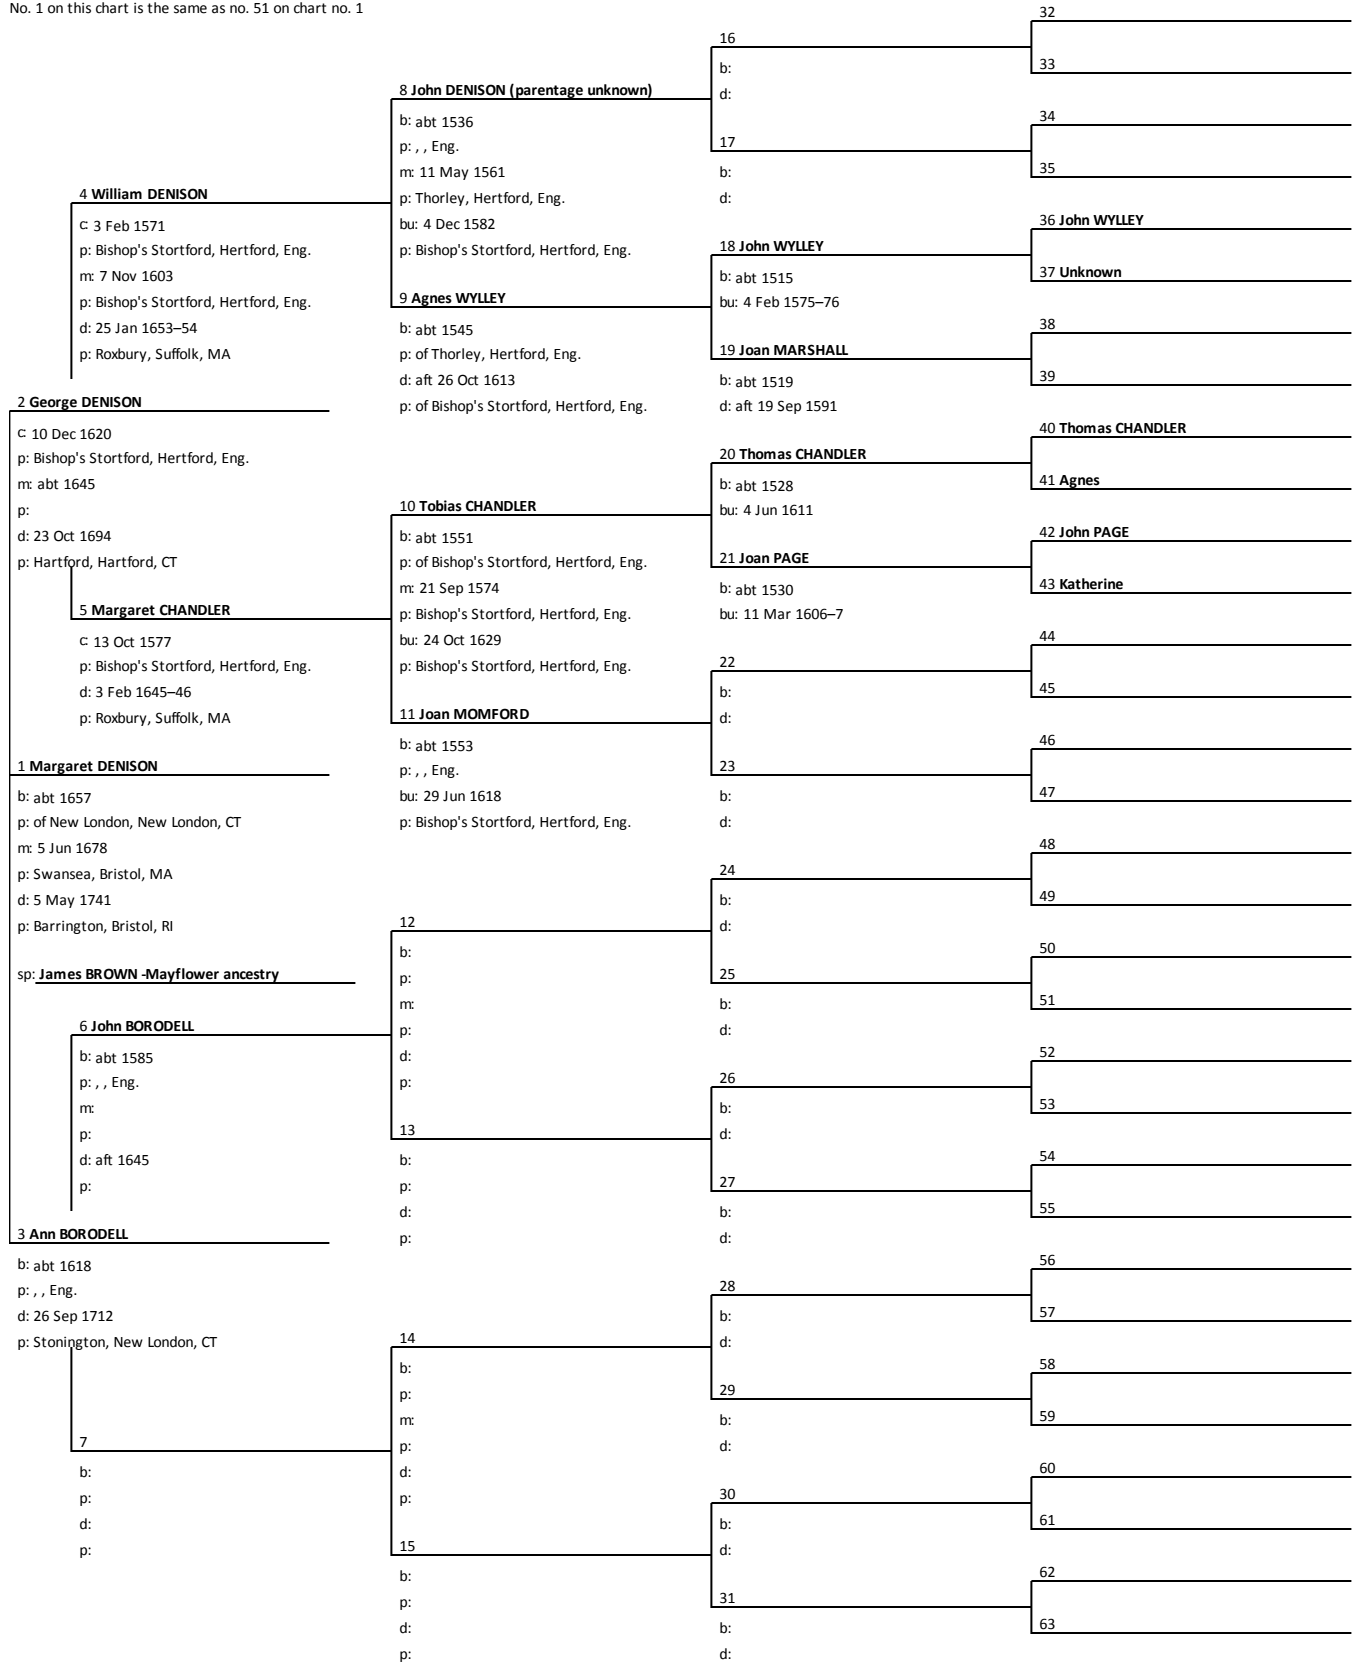 No. 1 on this chart is the same as no. 51 on chart no. 1
4 William DENISON
c: 3 Feb 1571
p: Bishop's Stortford, Hertford, Eng.
m: 7 Nov 1603
p: Bishop's Stortford, Hertford, Eng.
d: 25 Jan 1653–54
p: Roxbury, Suffolk, MA
2 George DENISON
c: 10 Dec 1620
p: Bishop's Stortford, Hertford, Eng.
m: abt 1645
p:
d: 23 Oct 1694
p: Hartford, Hartford, CT
5 Margaret CHANDLER
c: 13 Oct 1577
p: Bishop's Stortford, Hertford, Eng.
d: 3 Feb 1645–46
p: Roxbury, Suffolk, MA
1 Margaret DENISON
b: abt 1657
p: of New London, New London, CT
m: 5 Jun 1678
p: Swansea, Bristol, MA
d: 5 May 1741
p: Barrington, Bristol, RI
sp: James BROWN -Mayflower ancestry
6 John BORODELL
b: abt 1585
p: , , Eng.
m:
p:
d: aft 1645
p:
3 Ann BORODELL
b: abt 1618
p: , , Eng.
d: 26 Sep 1712
p: Stonington, New London, CT
7
b:
p:
d:
p:
8 John DENISON (parentage unknown)
b: abt 1536
p: , , Eng.
m: 11 May 1561
p: Thorley, Hertford, Eng.
bu: 4 Dec 1582
p: Bishop's Stortford, Hertford, Eng.
9 Agnes WYLLEY
b: abt 1545
p: of Thorley, Hertford, Eng.
d: aft 26 Oct 1613
p: of Bishop's Stortford, Hertford, Eng.
10 Tobias CHANDLER
b: abt 1551
p: of Bishop's Stortford, Hertford, Eng.
m: 21 Sep 1574
p: Bishop's Stortford, Hertford, Eng.
bu: 24 Oct 1629
p: Bishop's Stortford, Hertford, Eng.
11 Joan MOMFORD
b: abt 1553
p: , , Eng.
bu: 29 Jun 1618
p: Bishop's Stortford, Hertford, Eng.
12
b:
p:
m:
p:
d:
p:
13
b:
p:
d:
p:
14
b:
p:
m:
p:
d:
p:
15
b:
p:
d:
p:
16
b:
d:
17
b:
d:
18 John WYLLEY
b: abt 1515
bu: 4 Feb 1575–76
19 Joan MARSHALL
b: abt 1519
d: aft 19 Sep 1591
20 Thomas CHANDLER
b: abt 1528
bu: 4 Jun 1611
21 Joan PAGE
b: abt 1530
bu: 11 Mar 1606–7
22
b:
d:
23
b:
d:
24
b:
d:
25
b:
d:
26
b:
d:
27
b:
d:
28
b:
d:
29
b:
d:
30
b:
d:
31
b:
d:
32
33
34
35
36 John WYLLEY
37 Unknown
38
39
40 Thomas CHANDLER
41 Agnes
42 John PAGE
43 Katherine
44
45
46
47
48
49
50
51
52
53
54
55
56
57
58
59
60
61
62
63